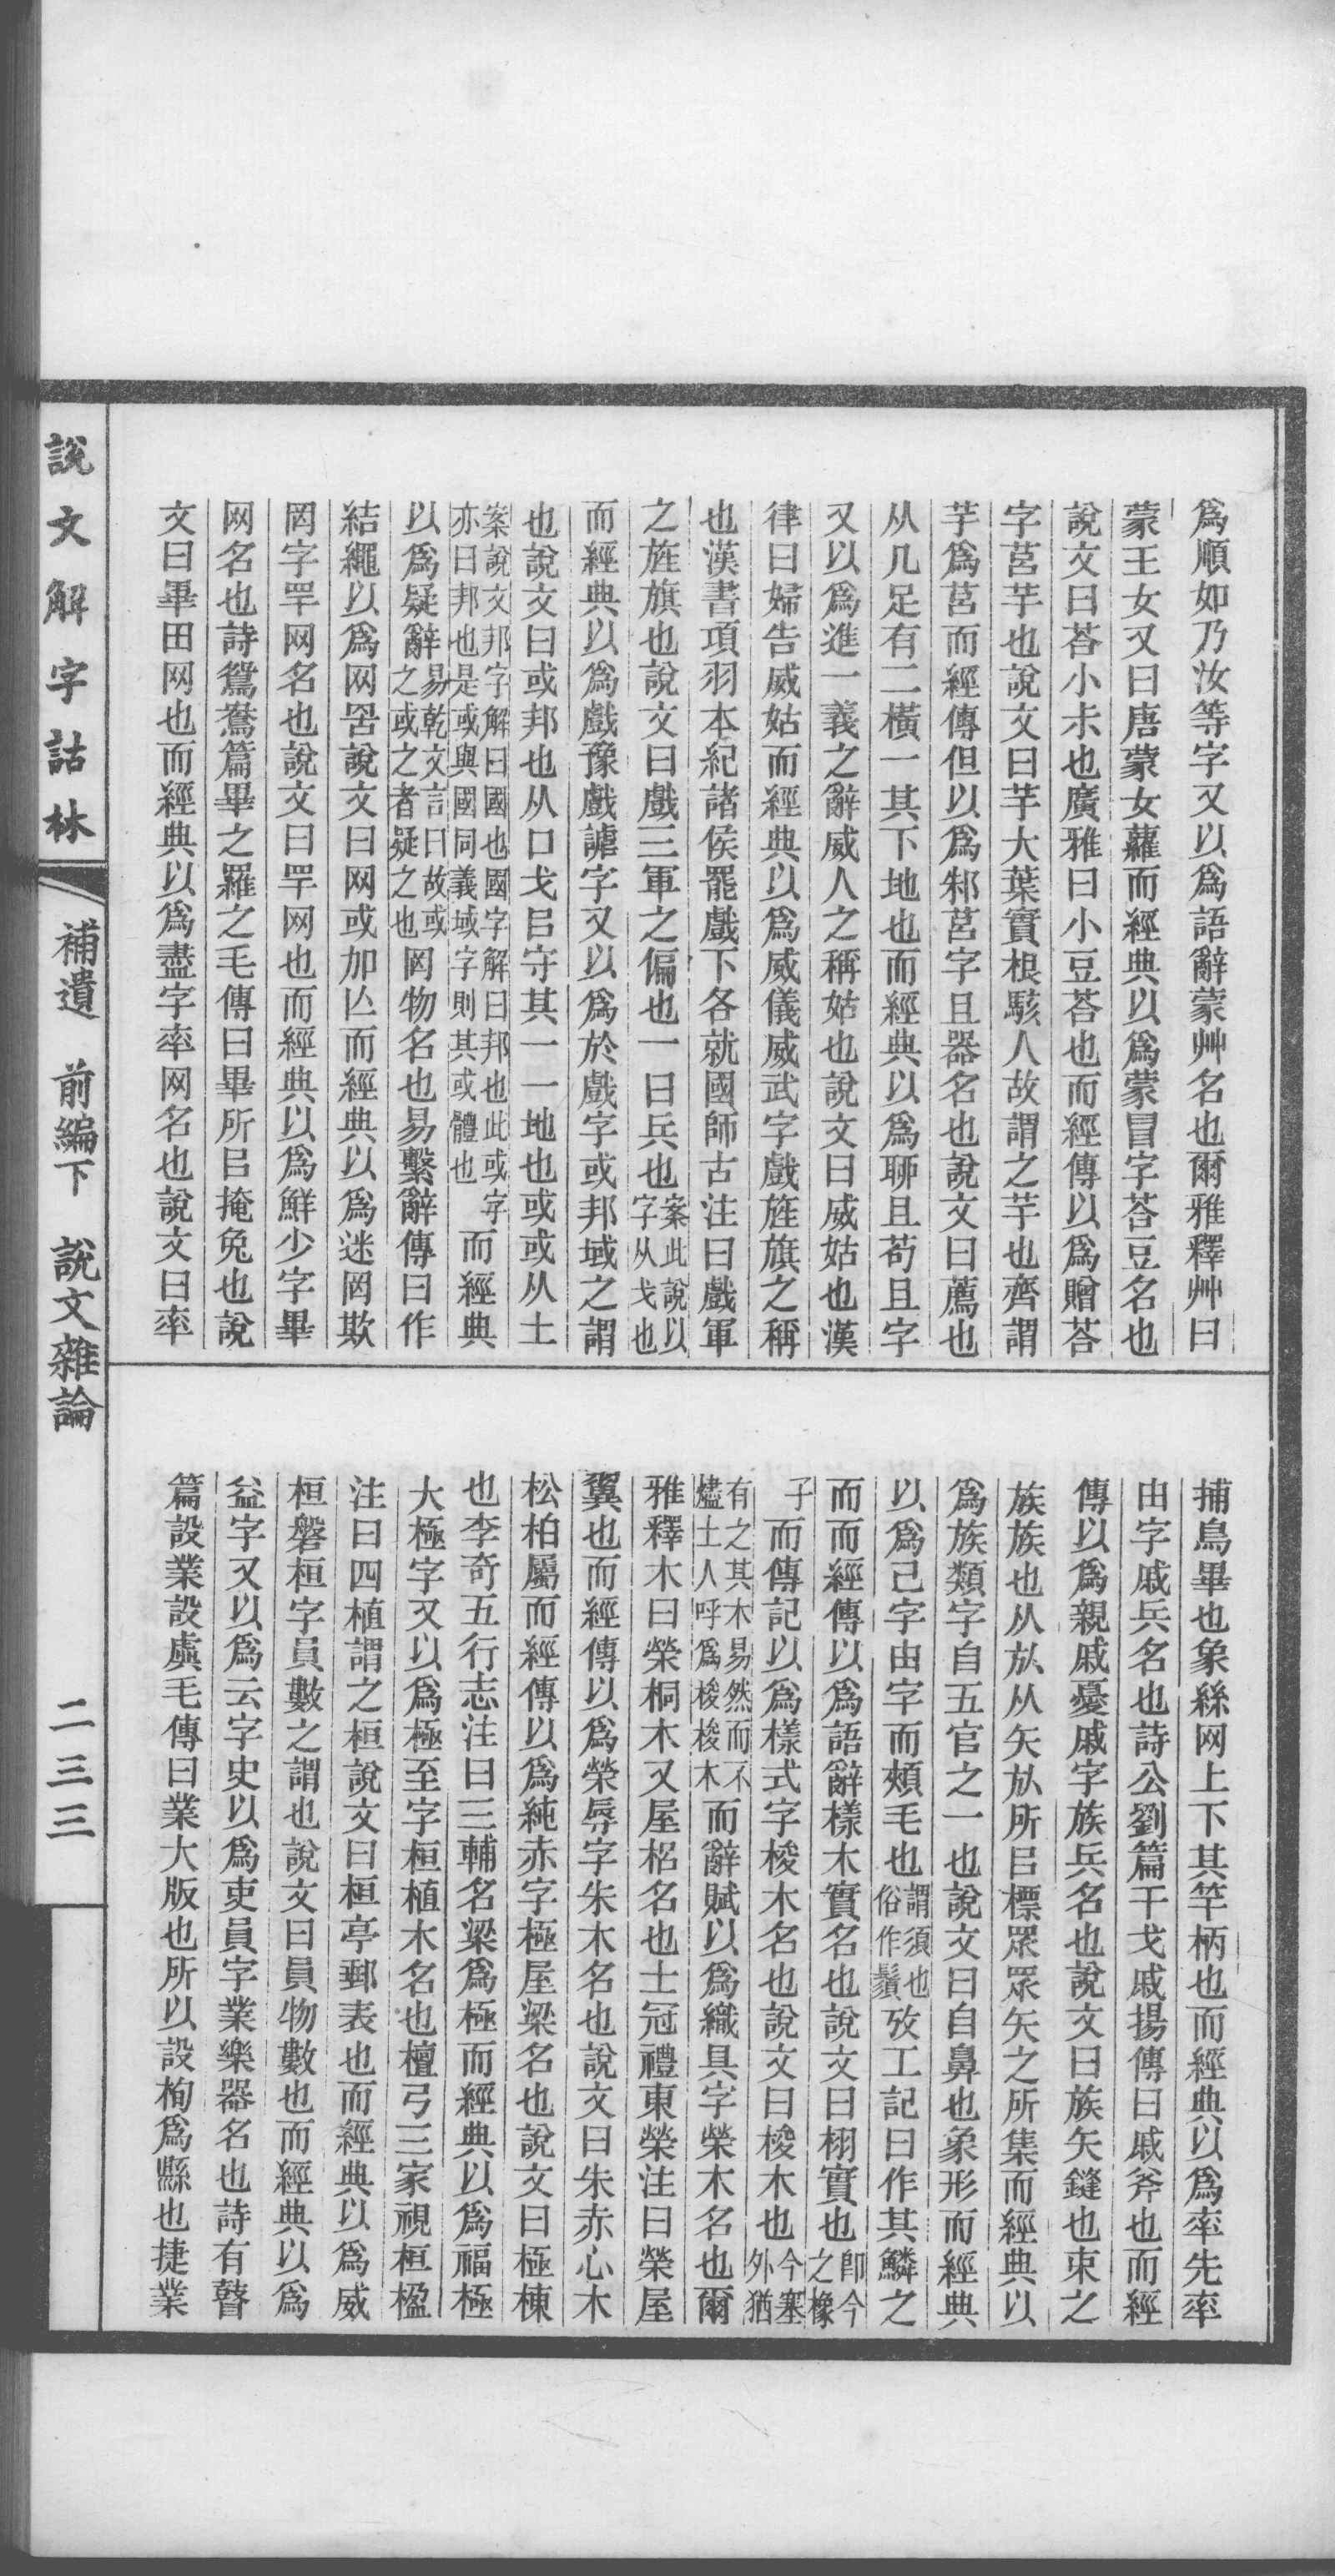 爲順如乃汝等字又以爲語辭蒙艸名也爾雅釋艸曰
蒙王女又曰唐蒙女蘿而經典以爲蒙冒字荅豆名也
說文曰荅小尗也廣雅曰小豆荅也而經傳以爲贈荅
字莒芋也說文曰芋大葉實根駭人故謂之芋也齊謂
芋爲莒而經傳但以爲邾莒字且器名也說文曰薦也
从几足有二橫一其下地也而經典以爲聊且苟且字
又以爲進一義之辭威人之稱姑也說文曰威姑也漢
律曰婦告威姑而經典以爲威儀威武字戲旌旗之稱
也漢書項羽本紀諸侯罷戲下各就國師古注曰戲軍
之旌旗也說文曰戲三軍之偏也一曰兵也案此說以字从戈也
而經典以爲戲豫戲謔字又以爲於戲字或邦域之謂
也說文曰或邦也从口戈㠯守其一一地也或或从土
案說文邦字解曰國也國字解曰邦也此或字亦曰邦也是或與國同義域字則其或體也而經典
以爲疑辭易乾文言曰故或之或之者疑之也罔物名也易繫辭傳曰作
結繩以爲网罟說文曰网或加亾而經典以爲迷罔欺
罔字罕网名也說文曰罕网也而經典以爲鮮少字畢
网名也詩鴛鴦篇畢之羅之毛傳曰畢所㠯掩兔也說
文曰畢田网也而經典以爲盡字率网名也說文曰率
捕鳥畢也象絲网上下其竿柄也而經典以爲率先率
由字戚兵名也詩公劉篇干戈戚揚傳曰戚斧也而經
傳以爲親戚憂戚字族兵名也說文曰族矢鏠也束之
族族也从㫃从矢㫃所㠯標眾眾矢之所集而經典以
爲族類字自五官之一也說文曰自鼻也象形而經典
以爲己字由字而頰毛也謂須也俗作鬚攷工記曰作其鱗之
而而經傳以爲語辭樣木實名也說文曰栩實也卽今之橡
子而傳記以爲樣式字梭木名也說文曰梭木也今塞外猶
有之其木易然而不燼土人呼爲梭梭木而辭賦以爲織具字榮木名也爾
雅釋木曰榮桐木又屋梠名也士冠禮東榮注曰榮屋
翼也而經傳以爲榮辱字朱木名也說文曰朱赤心木
松柏屬而經傳以爲純赤字極屋梁名也說文曰極棟
也李奇五行志注曰三輔名梁爲極而經典以爲福極
大極字又以爲極至字桓植木名也檀弓三家視桓楹
注曰四植謂之桓說文曰桓亭郵表也而經典以爲威
桓磐桓字員數之謂也說文曰員物數也而經典以爲
益字又以爲云字史以爲吏員字業樂器名也詩有瞽
篇設業設虡毛傳曰業大版也所以設栒爲縣也捷業
說文解字詁林
補遺 前編下 說文雜論
二三三